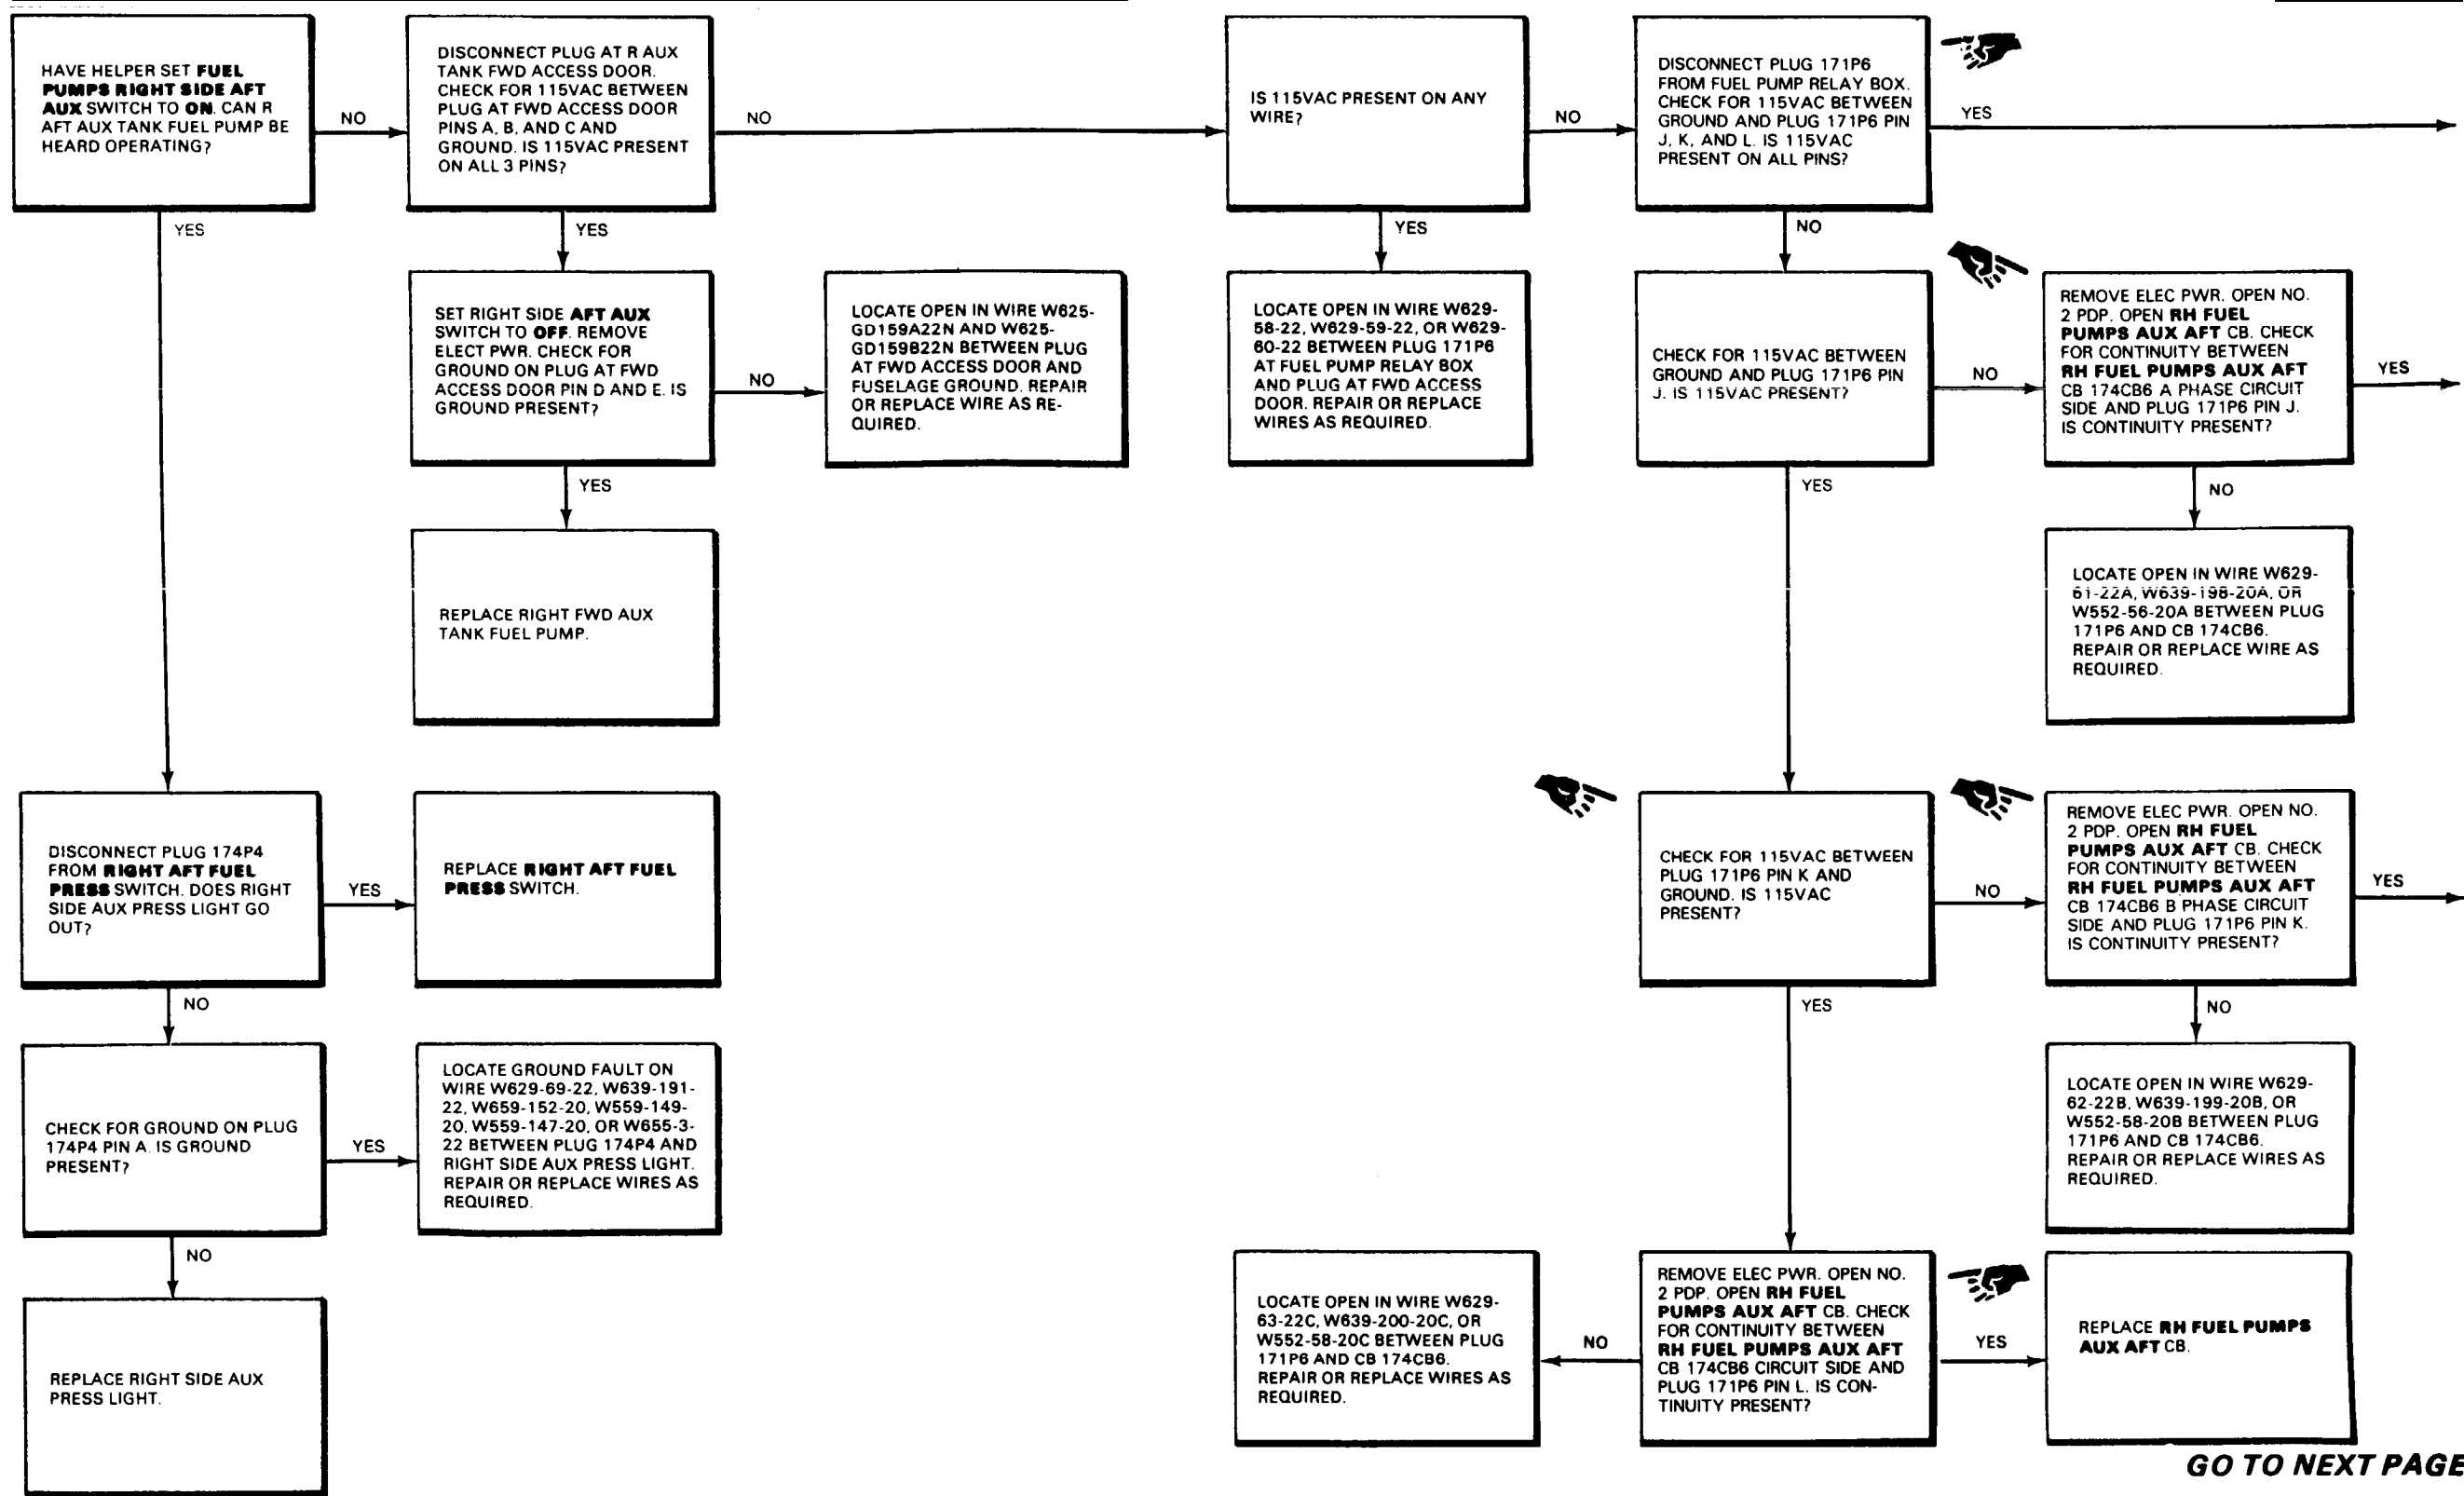 HAVE HELPER SET FUEL
PUMPS RIGHT SIDE AFT
AUX SWITCH TO ON. CAN R
AFT AUX TANK FUEL PUMP BE
HEARD OPERATING?
NO
YES
DISCONNECT PLUG AT R AUX
TANK FWD ACCESS DOOR.
CHECK FOR 115VAC BETWEEN
PLUG AT FWD ACCESS DOOR
PINS A, B, AND C AND
GROUND. IS 115VAC PRESENT
ON ALL 3 PINS?
NO
YES
IS 115VAC PRESENT ON ANY
WIRE?
NO
YES
DISCONNECT PLUG 171P6
FROM FUEL PUMP RELAY BOX.
CHECK FOR 115VAC BETWEEN
GROUND AND PLUG 171P6 PIN
J, K, AND L. IS 115VAC
PRESENT ON ALL PINS?
YES
NO
SET RIGHT SIDE AFT AUX
SWITCH TO OFF. REMOVE
ELECT PWR. CHECK FOR
GROUND ON PLUG AT FWD
ACCESS DOOR PIN D AND E. IS
GROUND PRESENT?
NO
YES
LOCATE OPEN IN WIRE W625-
GD159A22N AND W625-
GD159B22N BETWEEN PLUG
AT FWD ACCESS DOOR AND
FUSELAGE GROUND. REPAIR
OR REPLACE WIRE AS RE-
QUIRED.
LOCATE OPEN IN WIRE W629-
58-22, W629-59-22, OR W629-
60-22 BETWEEN PLUG 171P6
AT FUEL PUMP RELAY BOX
AND PLUG AT FWD ACCESS
DOOR. REPAIR OR REPLACE
WIRES AS REQUIRED.
CHECK FOR 115VAC BETWEEN
GROUND AND PLUG 171P6 PIN
J. IS 115VAC PRESENT?
NO
YES
REMOVE ELEC PWR. OPEN NO.
2 PDP. OPEN RH FUEL
PUMPS AUX AFT CB. CHECK
FOR CONTINUITY BETWEEN
RH FUEL PUMPS AUX AFT
CB 174CB6 A PHASE CIRCUIT
SIDE AND PLUG 171P6 PIN J.
IS CONTINUITY PRESENT?
YES
NO
REPLACE RIGHT FWD AUX
TANK FUEL PUMP.
LOCATE OPEN IN WIRE W629-
61-22A, W639-198-20A, OR
W552-56-20A BETWEEN PLUG
171P6 AND CB 174CB6.
REPAIR OR REPLACE WIRE AS
REQUIRED.
DISCONNECT PLUG 174P4
FROM RIGHT AFT FUEL
PRESS SWITCH. DOES RIGHT
SIDE AUX PRESS LIGHT GO
OUT?
YES
NO
REPLACE RIGHT AFT FUEL
PRESS SWITCH.
CHECK FOR 115VAC BETWEEN
PLUG 171P6 PIN K AND
GROUND. IS 115VAC
PRESENT?
NO
YES
REMOVE ELEC PWR. OPEN NO.
2 PDP. OPEN RH FUEL
PUMPS AUX AFT CB. CHECK
FOR CONTINUITY BETWEEN
RH FUEL PUMPS AUX AFT
CB 174CB6 B PHASE CIRCUIT
SIDE AND PLUG 171P6 PIN K.
IS CONTINUITY PRESENT?
YES
NO
CHECK FOR GROUND ON PLUG
174P4 PIN A. IS GROUND
PRESENT?
YES
NO
LOCATE GROUND FAULT ON
WIRE W629-69-22, W639-191-
22, W659-152-20, W559-149-
20, W559-147-20, OR W655-3-
22 BETWEEN PLUG 174P4 AND
RIGHT SIDE AUX PRESS LIGHT.
REPAIR OR REPLACE WIRES AS
REQUIRED.
LOCATE OPEN IN WIRE W629-
62-22B, W639-199-20B, OR
W552-58-20B BETWEEN PLUG
171P6 AND CB 174CB6.
REPAIR OR REPLACE WIRES AS
REQUIRED.
REPLACE RIGHT SIDE AUX
PRESS LIGHT.
LOCATE OPEN IN WIRE W629-
63-22C, W639-200-20C, OR
W552-58-20C BETWEEN PLUG
171P6 AND CB 174CB6.
REPAIR OR REPLACE WIRES AS
REQUIRED.
NO
REMOVE ELEC PWR. OPEN NO.
2 PDP. OPEN RH FUEL
PUMPS AUX AFT CB. CHECK
FOR CONTINUITY BETWEEN
RH FUEL PUMPS AUX AFT
CB 174CB6 CIRCUIT SIDE AND
PLUG 171P6 PIN L. IS CON-
TINUITY PRESENT?
YES
REPLACE RH FUEL PUMPS
AUX AFT CB.
GO TO NEXT PAGE